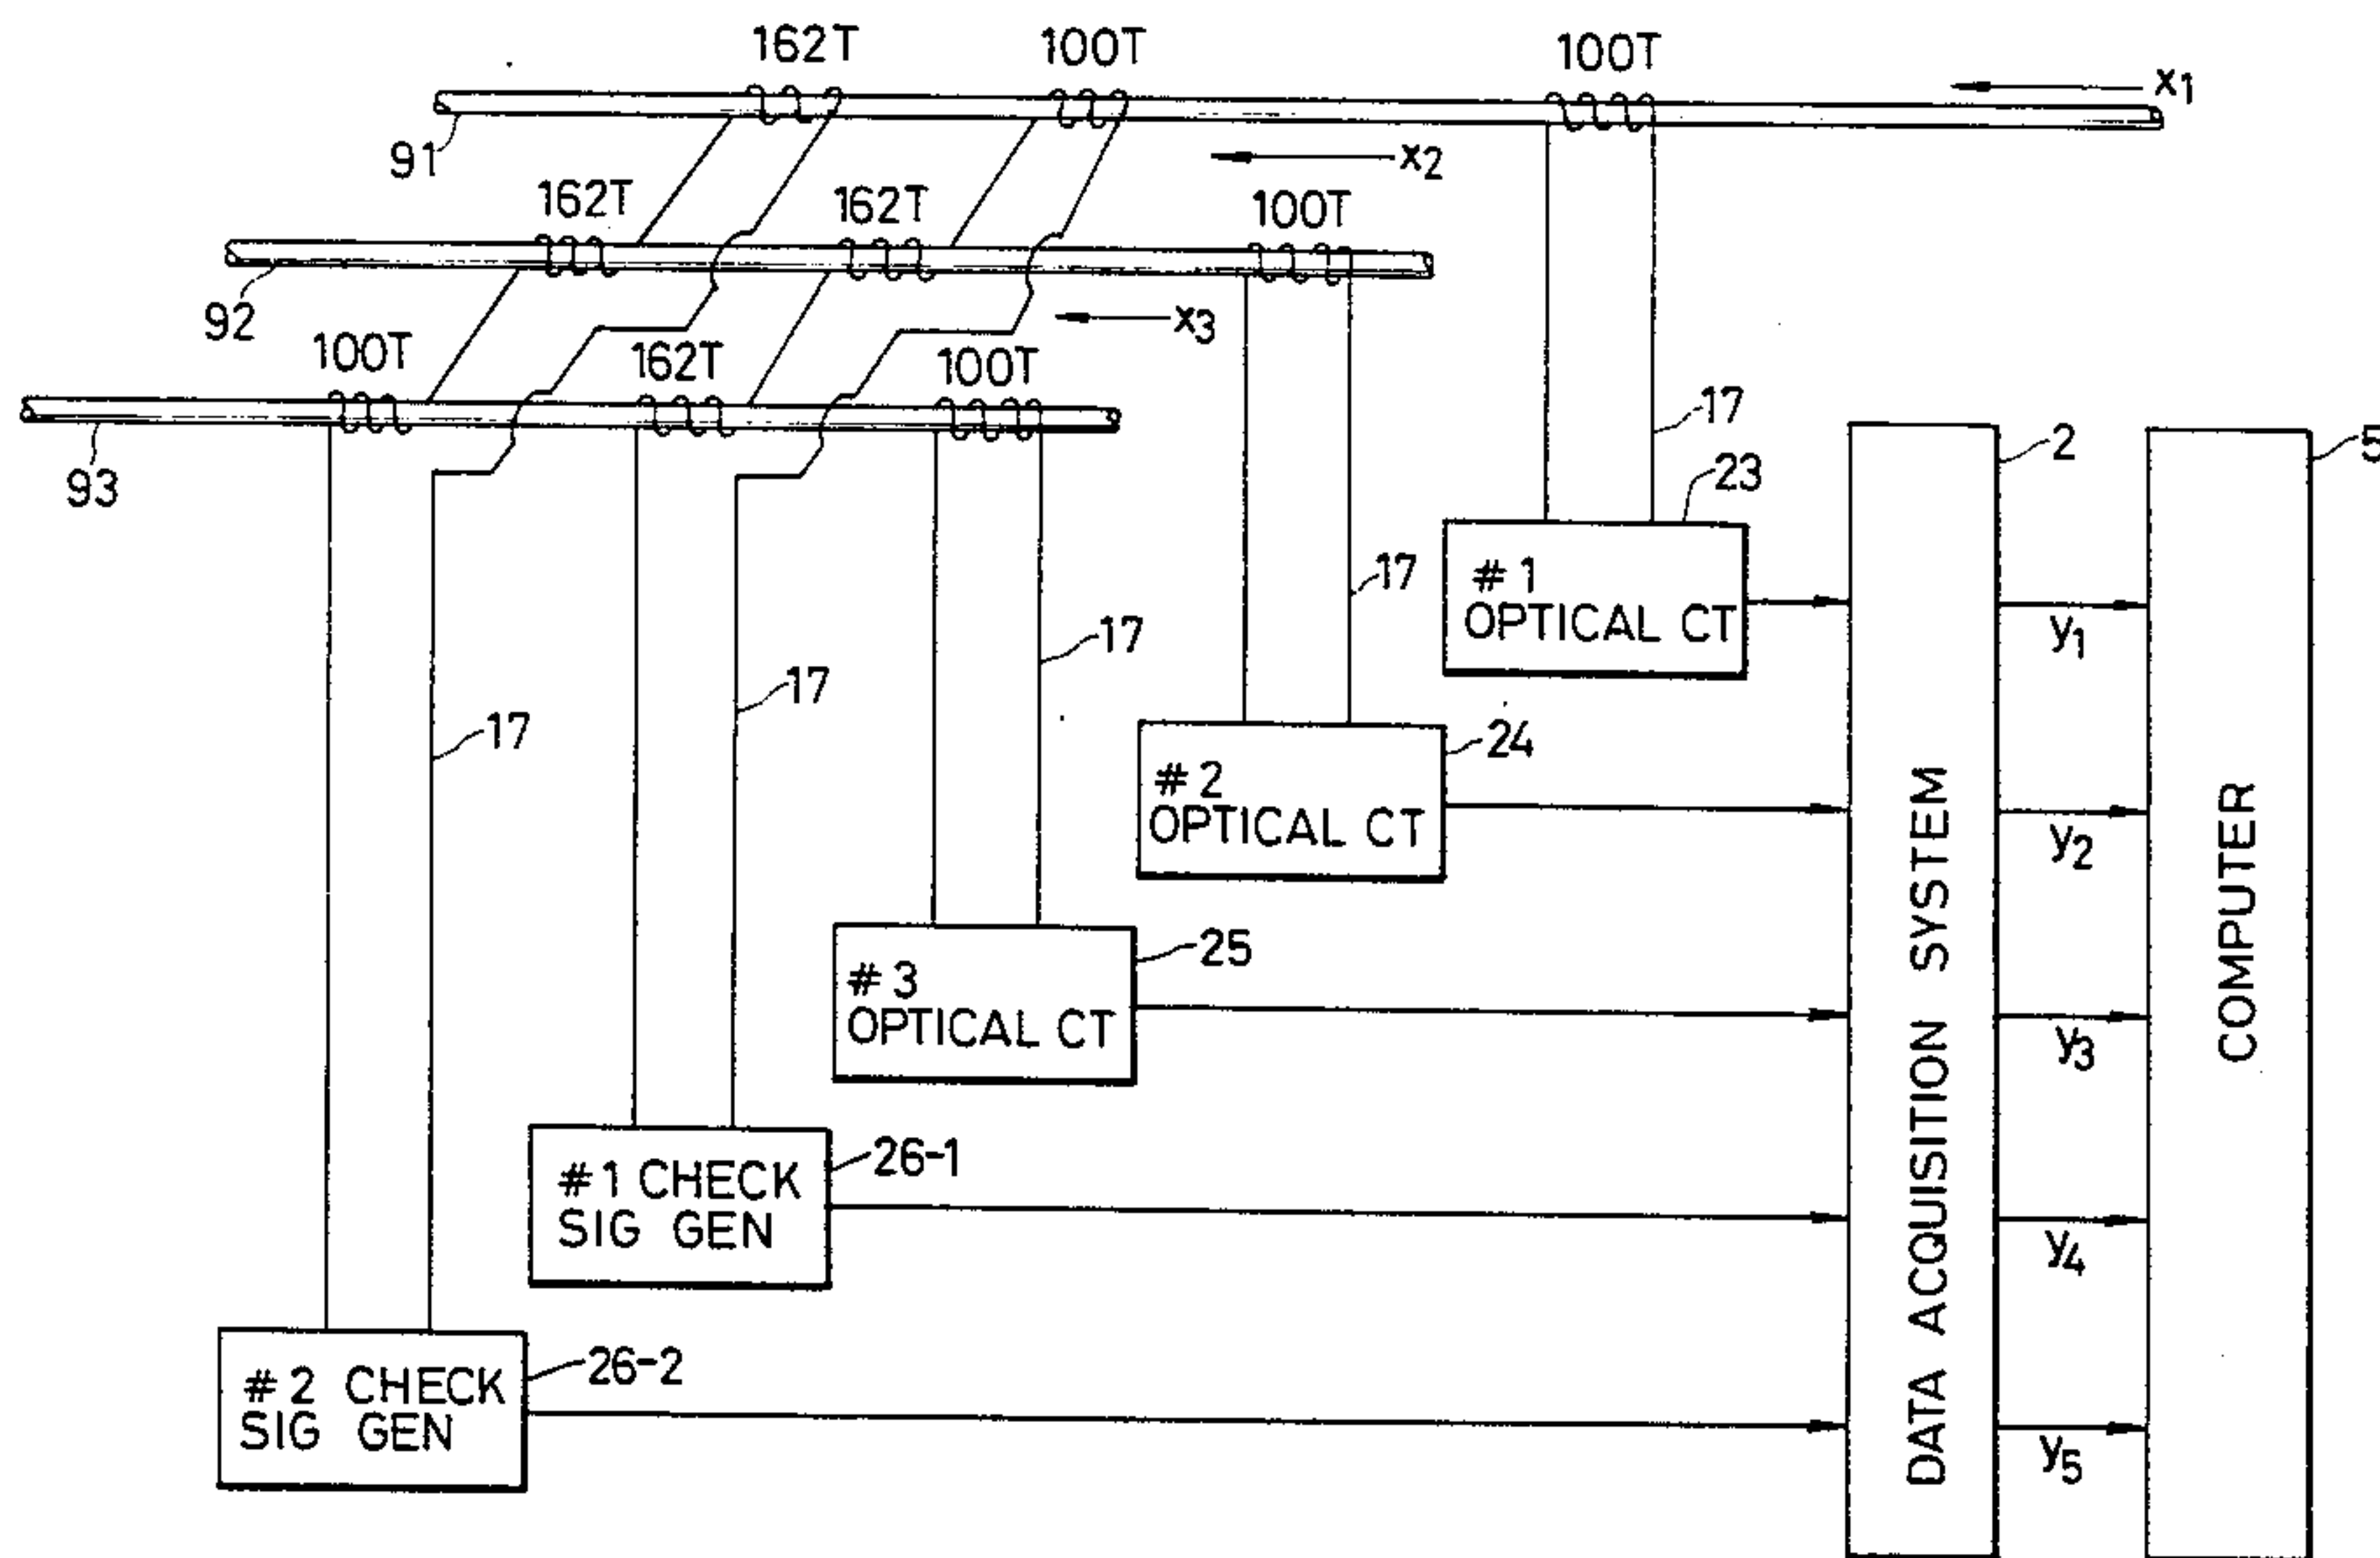 162T
100T
100T
x1
91
x2
162T
162T
100T
92
x3
100T
162T
100T
93
17
2
5
23
#1
OPTICAL CT
y1
17
24
#2
OPTICAL CT
y2
17
25
#3
OPTICAL CT
y3
17
26-1
#1 CHECK
SIG GEN
y4
17
26-2
#2 CHECK
SIG GEN
y5
DATA ACQUISITION SYSTEM
COMPUTER